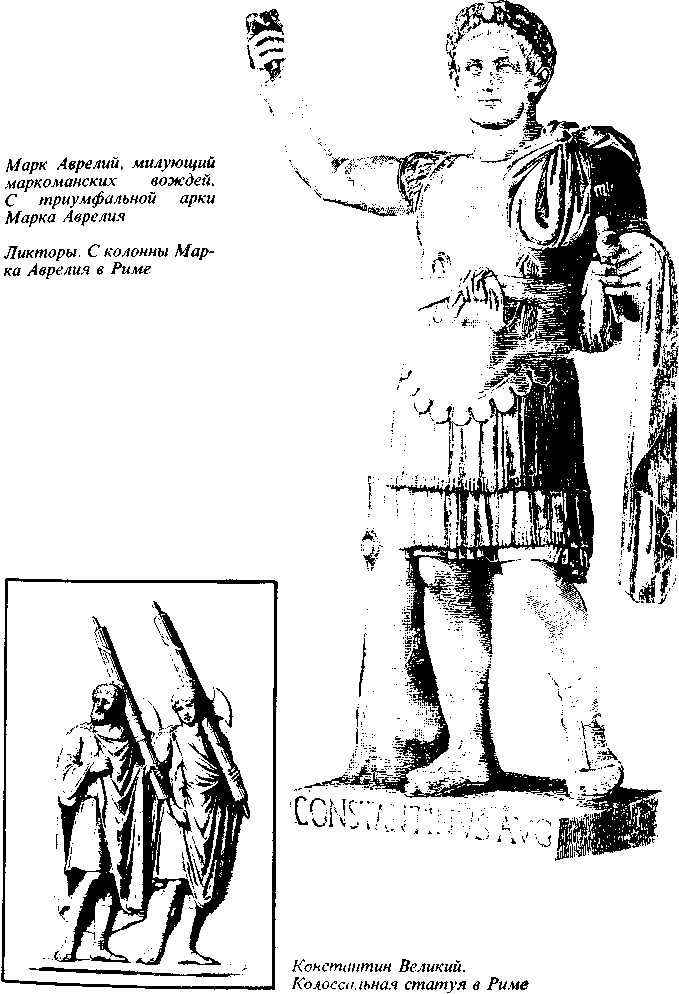 Марк Аврелий, милующий
маркоманских вождей.
С триумфальной арки
Марка Аврелия
Ликторы. С колонны Мар-
ка Аврелия в Риме
CONSTANTINVS AVG
Константин Великий.
Колоссальная статуя в Риме